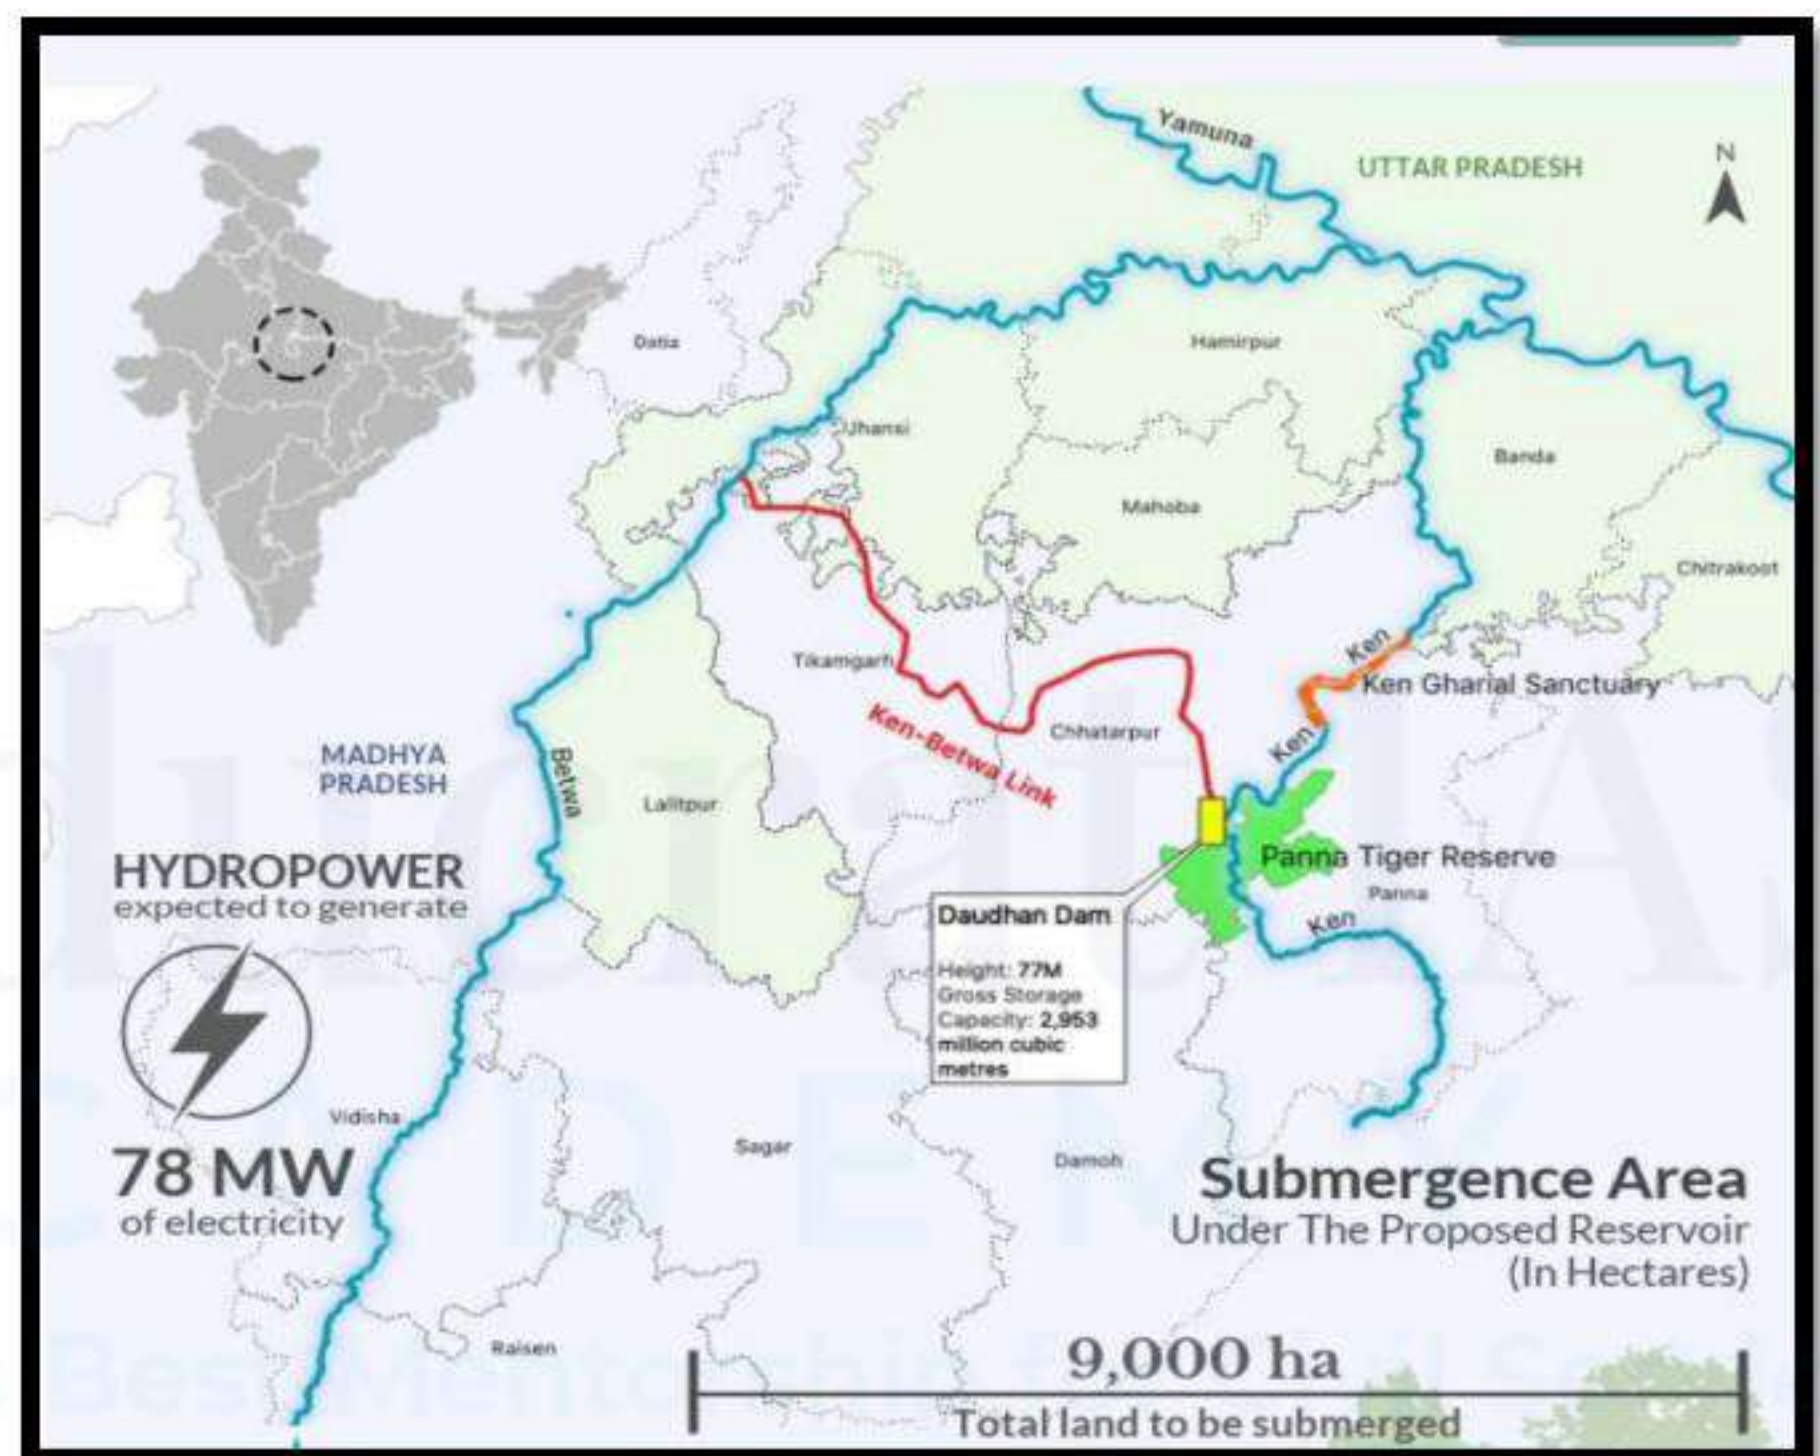 Yamuna
UTTAR PRADESH
N
Datia
Hamirpur
Jhansi
Banda
Mahoba
Chitrakoot
Ken
Tikamgarh
Ken Gharial Sanctuary
Ken-Betwa Link
Chhatarpur
Ken
MADHYA
PRADESH
Betwa
Lalitpur
HYDROPOWER
expected to generate
Panna Tiger Reserve
Panna
Ken
Daudhan Dam
Height: 77M
Gross Storage
Capacity: 2,953
million cubic
metres
Vidisha
78 MW
of electricity
Sagar
Damoh
Submergence Area
Under The Proposed Reservoir
(In Hectares)
Raisen
9,000 ha
Total land to be submerged